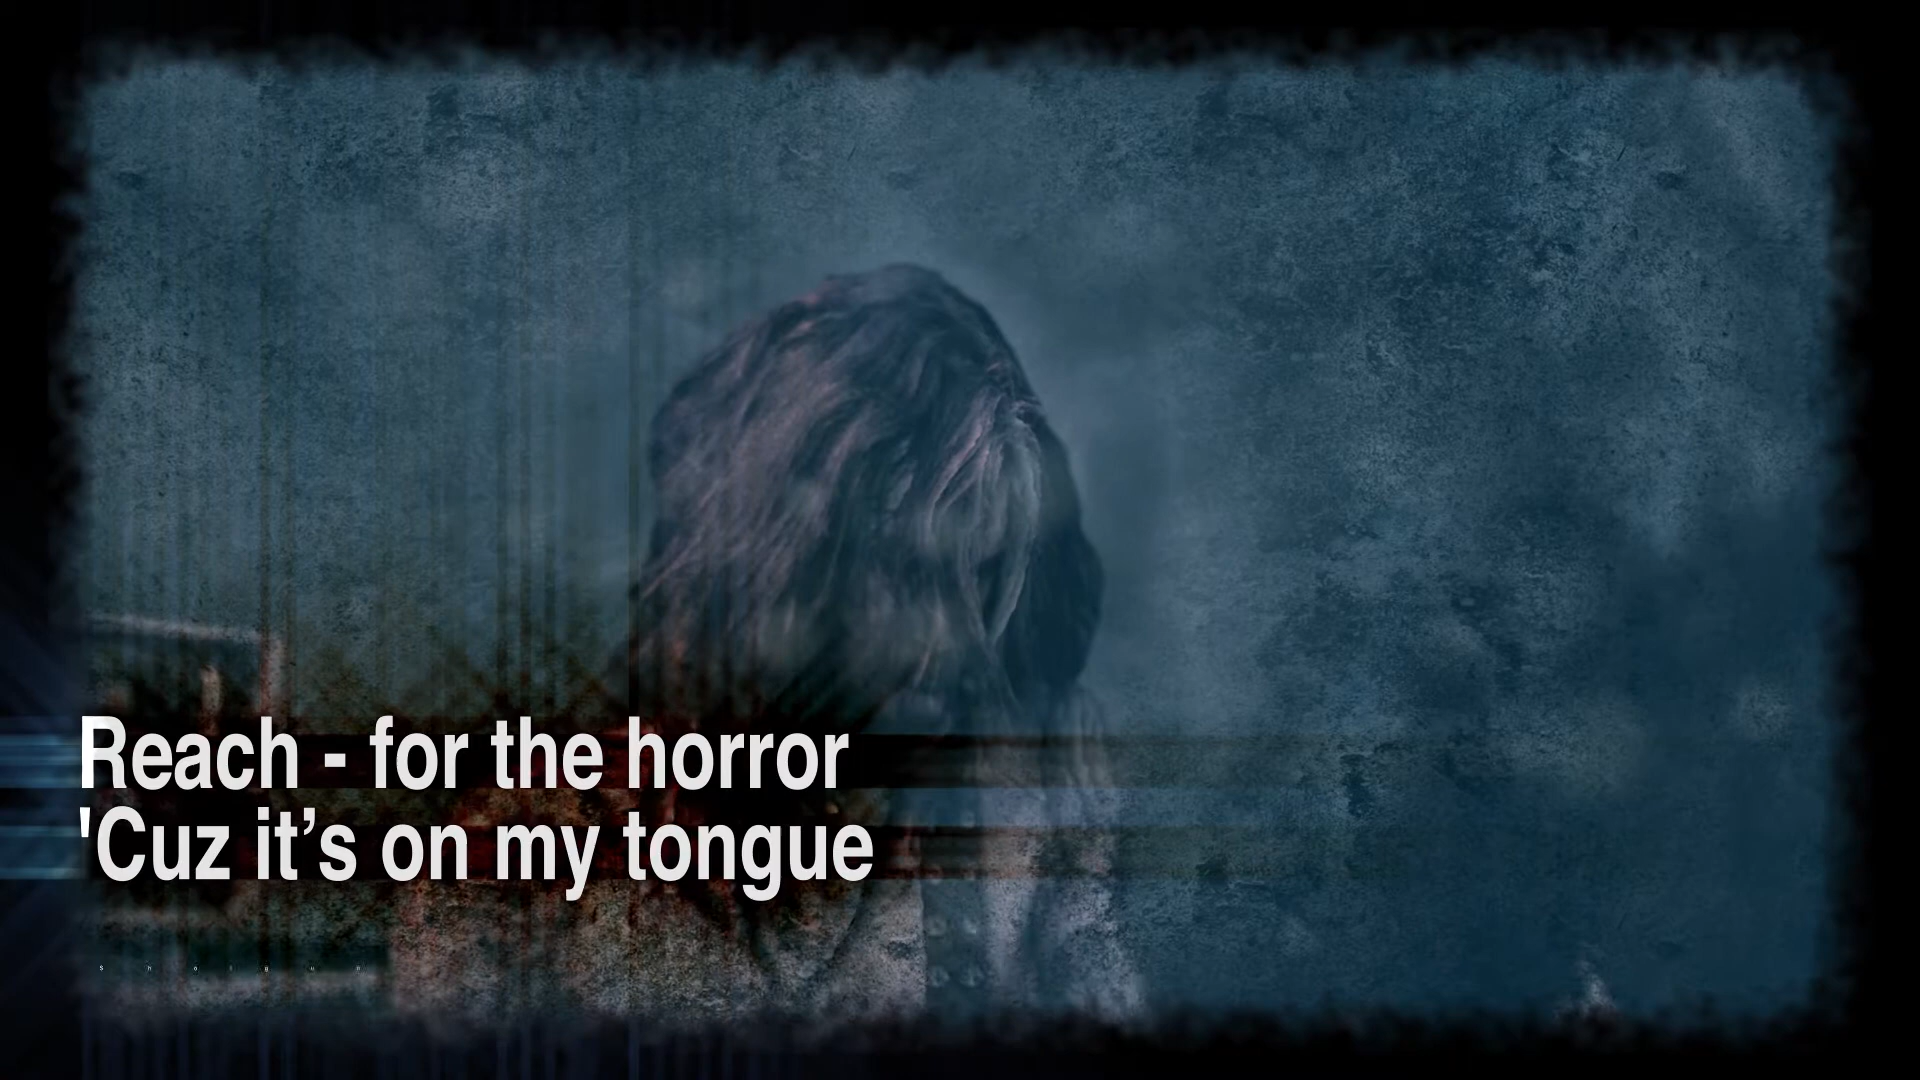 Reach - for the horror
'Cuz it’s on my tongue